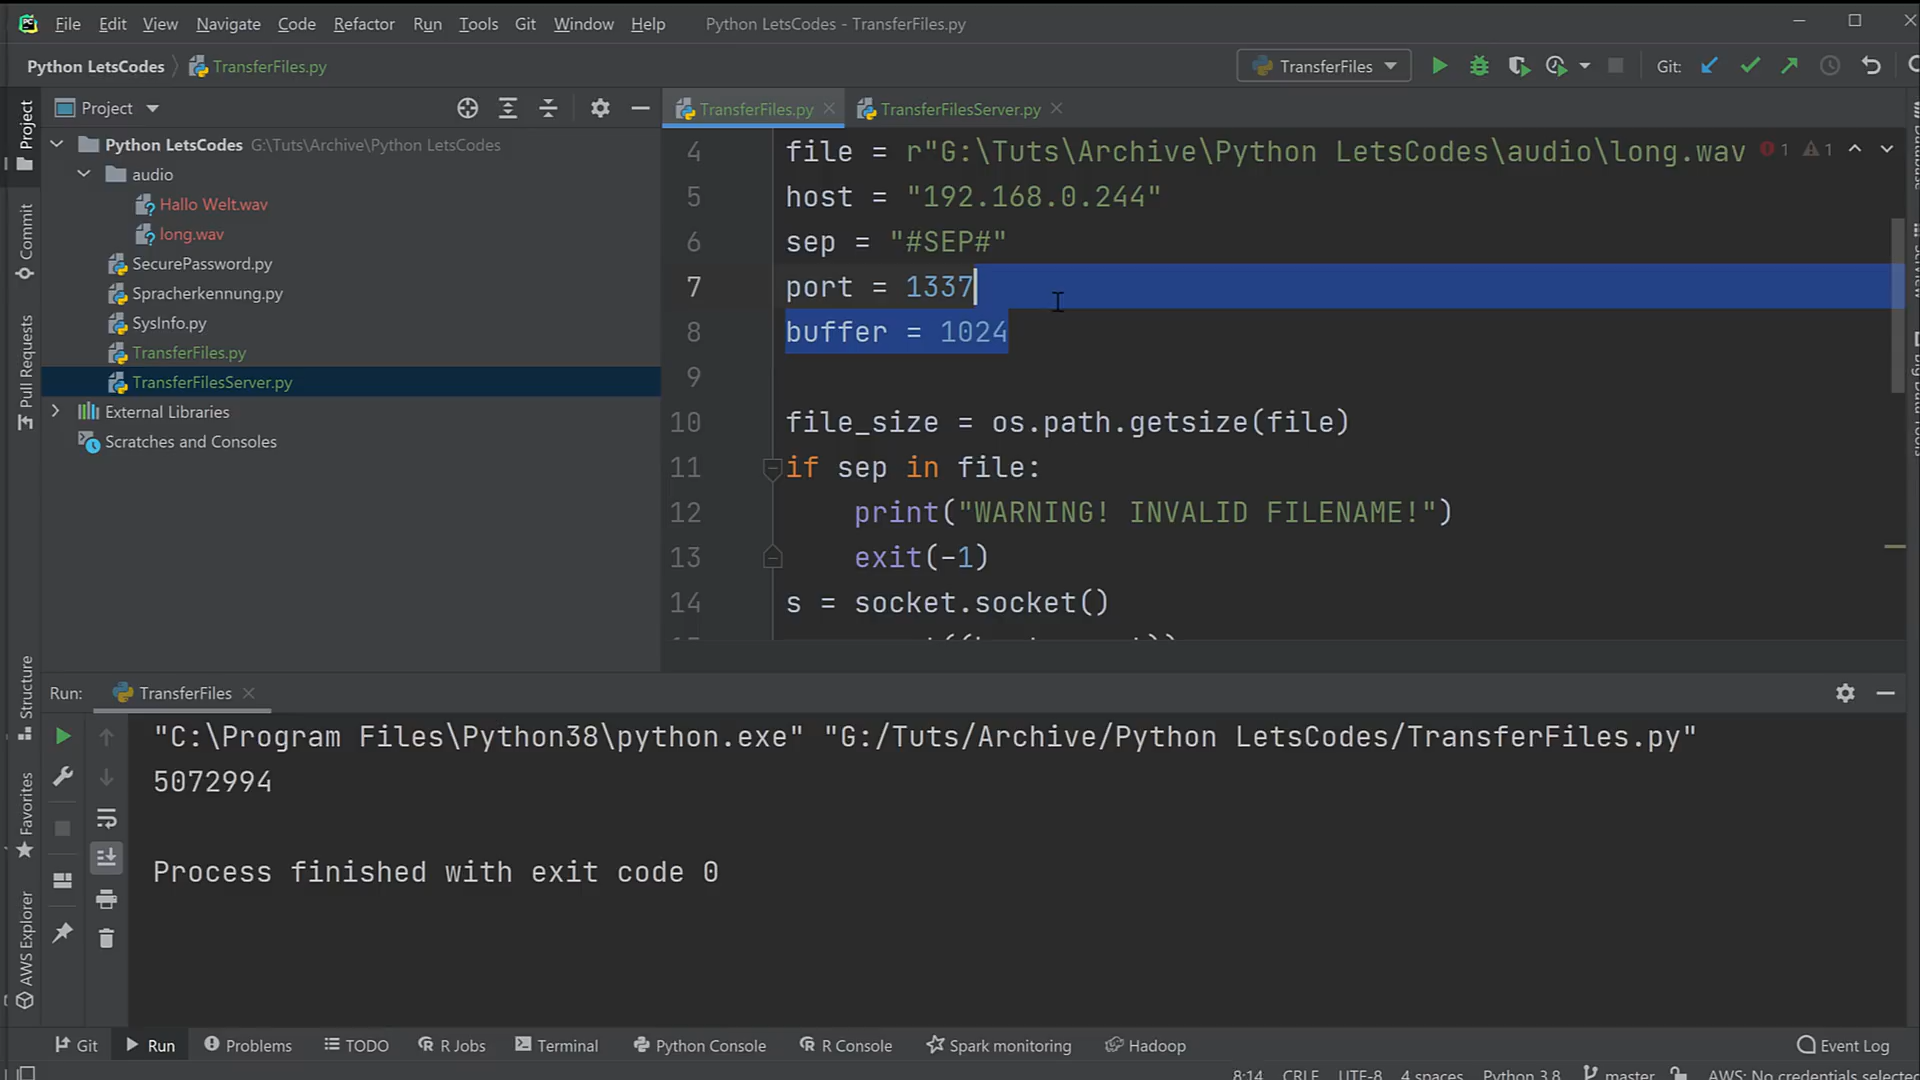 File Edit View Navigate Code Refactor Run Tools Git Window Help Python LetsCodes - TransferFiles.py
Python LetsCodes TransferFiles.py TransferFiles Git:
Project
TransferFiles.py TransferFilesServer.py
Python LetsCodes G:\Tuts\Archive\Python LetsCodes
audio
Hallo Welt.wav
long.wav
SecurePassword.py
Spracherkennung.py
SysInfo.py
TransferFiles.py
TransferFilesServer.py
External Libraries
Scratches and Consoles
4 file = r"G:\Tuts\Archive\Python LetsCodes\audio\long.wav 1 1
5 host = "192.168.0.244"
6 sep = "#SEP#"
7 port = 1337
8 buffer = 1024
9
10 file_size = os.path.getsize(file)
11 if sep in file:
12 print("WARNING! INVALID FILENAME!")
13 exit(-1)
14 s = socket.socket()
Project
Commit
Pull Requests
Structure
Favorites
AWS Explorer
Database
Run: TransferFiles
"C:\Program Files\Python38\python.exe" "G:/Tuts/Archive/Python LetsCodes/TransferFiles.py"
5072994
Process finished with exit code 0
Git Run Problems TODO R Jobs Terminal Python Console R Console Spark monitoring Hadoop Event Log
8:14 CRLF UTF-8 4 spaces Python 3.8 master AWS: No credentials selected